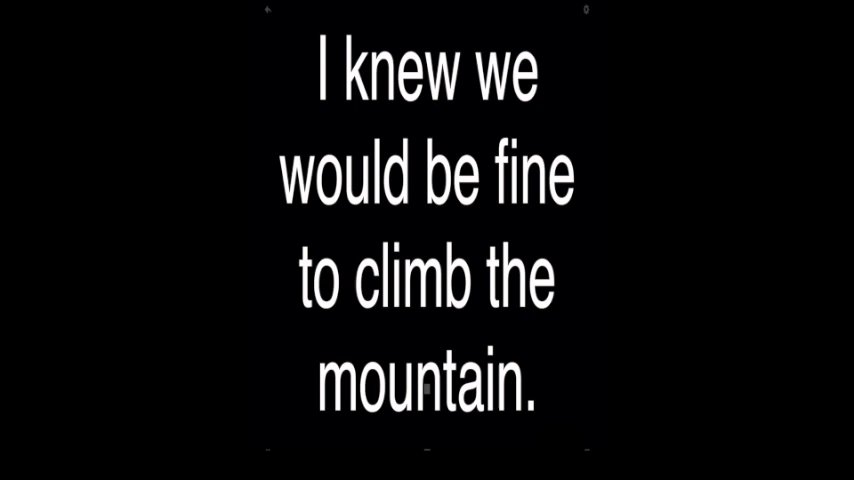 I knew we
would be fine
to climb the
mountain.